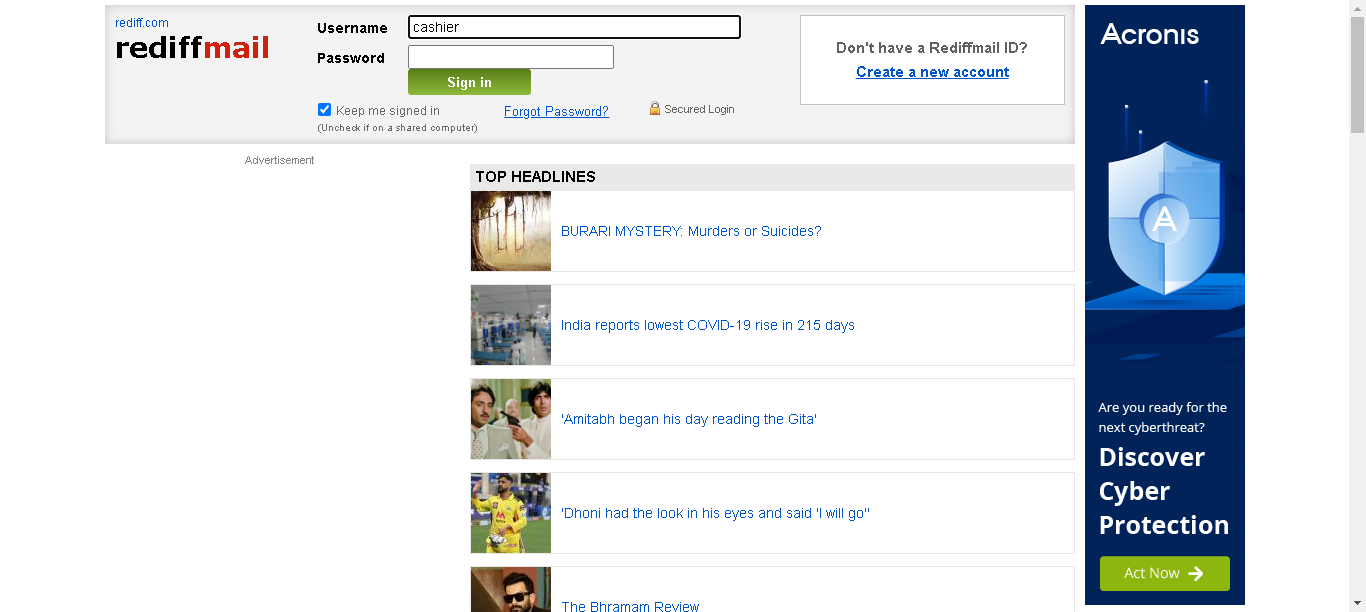 rediff.com
rediffmail
Username
cashier
Password
Sign in
Keep me signed in
(Uncheck if on a shared computer)
Forgot Password?
Secured Login
Don't have a Rediffmail ID?
Create a new account
Advertisement
TOP HEADLINES
BURARI MYSTERY: Murders or Suicides?
India reports lowest COVID-19 rise in 215 days
'Amitabh began his day reading the Gita'
'Dhoni had the look in his eyes and said 'I will go''
The Bhramam Review
Acronis
A
Are you ready for the
next cyberthreat?
Discover
Cyber
Protection
Act Now